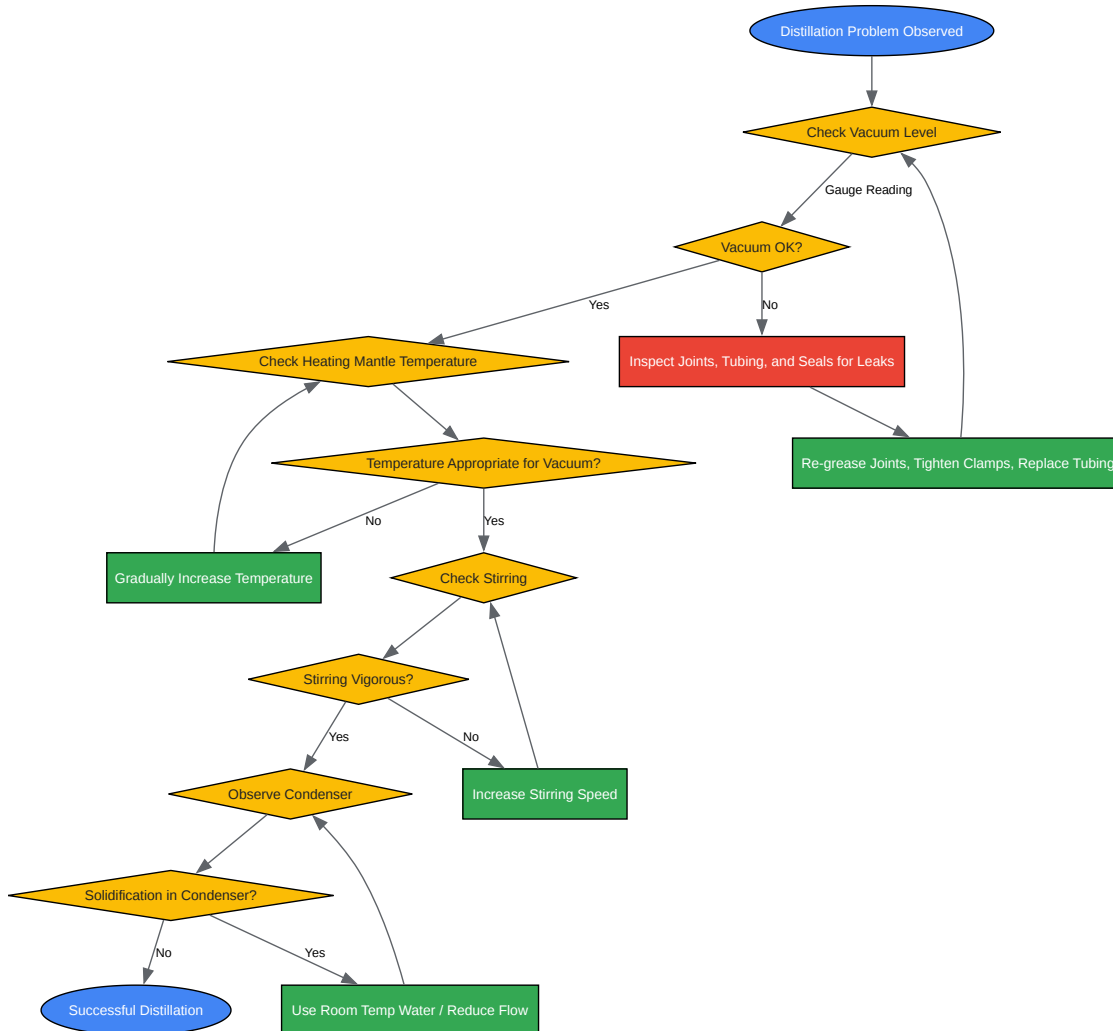 Distillation Problem Observed
Check Vacuum Level
Gauge Reading
Vacuum OK?
Yes
No
Check Heating Mantle Temperature
Inspect Joints, Tubing, and Seals for Leaks
Temperature Appropriate for Vacuum?
Re-grease Joints, Tighten Clamps, Replace Tubing
No
Yes
Gradually Increase Temperature
Check Stirring
Stirring Vigorous?
Yes
No
Observe Condenser
Increase Stirring Speed
Solidification in Condenser?
No
Yes
Successful Distillation
Use Room Temp Water / Reduce Flow